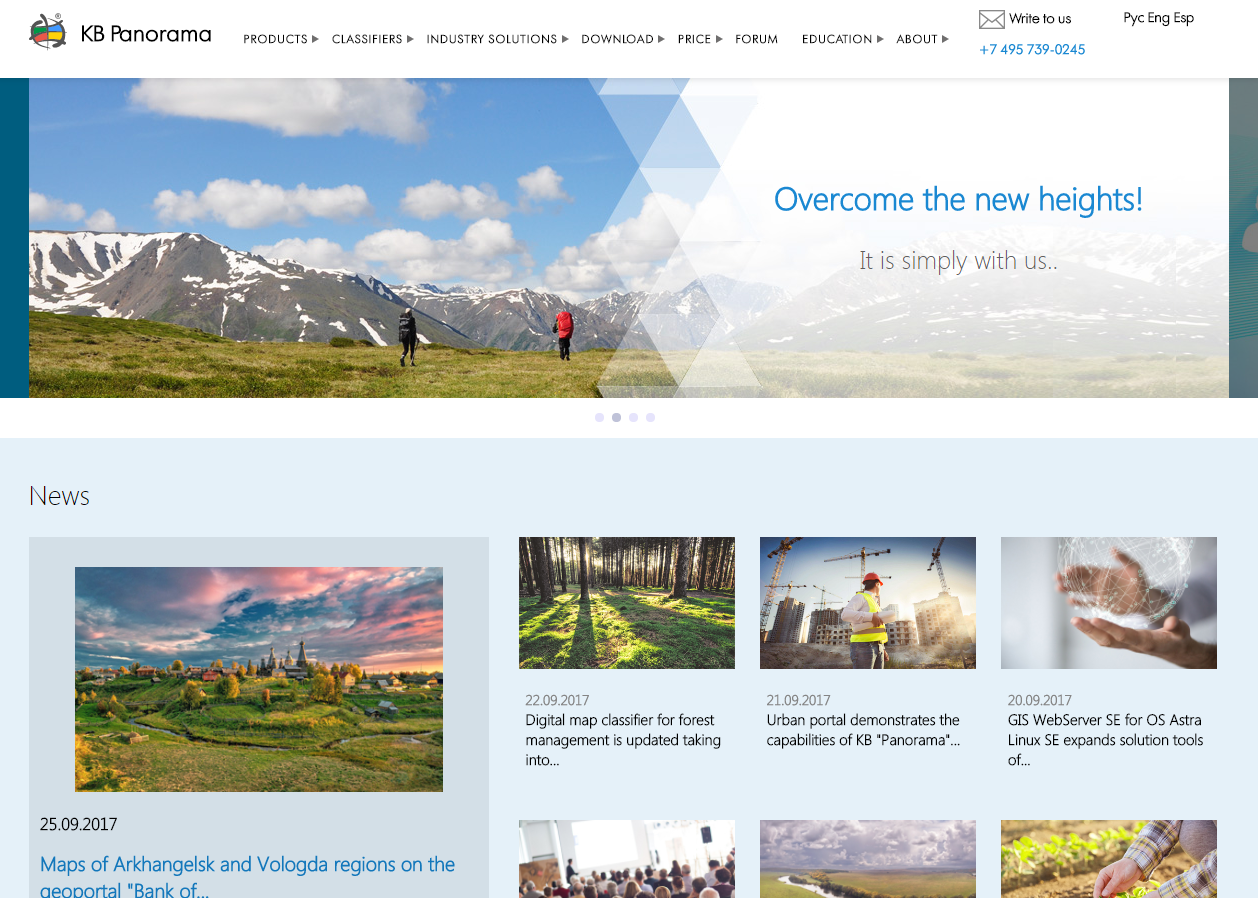 KB Panorama
PRODUCTS CLASSIFIERS INDUSTRY SOLUTIONS DOWNLOAD PRICE FORUM EDUCATION ABOUT
Write to us
Рус Eng Esp
+7 495 739-0245
Overcome the new heights!
It is simply with us..
News
25.09.2017
Maps of Arkhangelsk and Vologda regions on the
geoportal "Bank of...
22.09.2017
Digital map classifier for forest
management is updated taking
into...
21.09.2017
Urban portal demonstrates the
capabilities of KB "Panorama"...
20.09.2017
GIS WebServer SE for OS Astra
Linux SE expands solution tools
of...